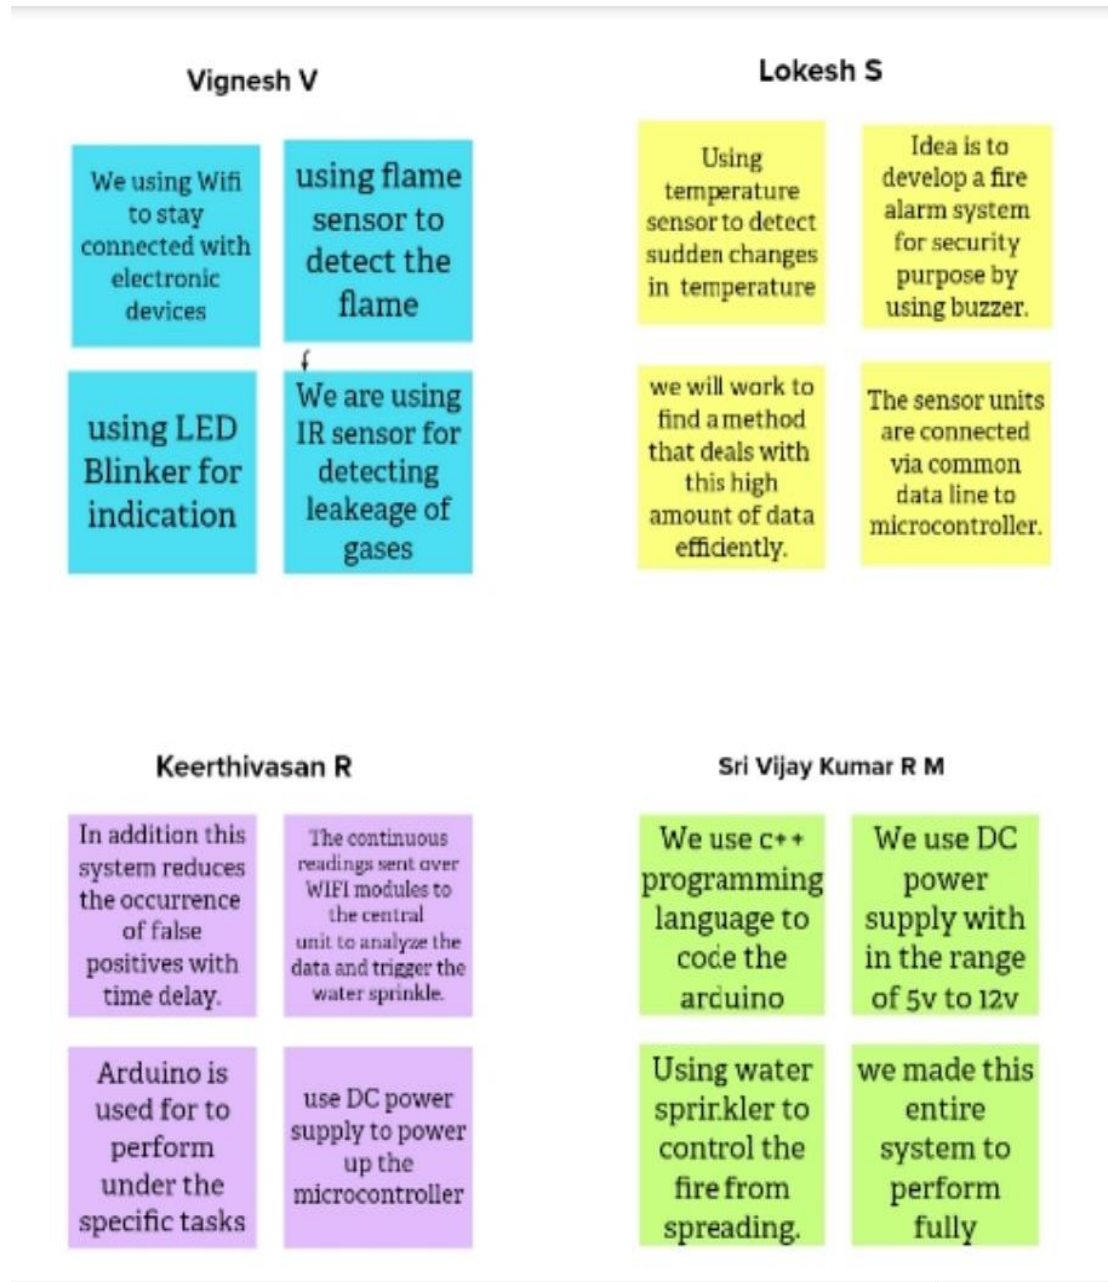 Vignesh V
We using Wifi
to stay
connected with
electronic
devices
using flame
sensor to
detect the
flame
using LED
Blinker for
indication
We are using
IR sensor for
detecting
leakeage of
gases
Lokesh S
Using
temperature
sensor to detect
sudden changes
in temperature
Idea is to
develop a fire
alarm system
for security
purpose by
using buzzer.
we will work to
find a method
that deals with
this high
amount of data
efficiently.
The sensor units
are connected
via common
data line to
microcontroller.
Keerthivasan R
In addition this
system reduces
the occurrence
of false
positives with
time delay.
The continuous
readings sent over
WIFI modules to
the central
unit to analyze the
data and trigger the
water sprinkle.
Arduino is
used for to
perform
under the
specific tasks
use DC power
supply to power
up the
microcontroller
Sri Vijay Kumar R M
We use c++
programming
language to
code the
arduino
We use DC
power
supply with
in the range
of 5v to 12v
Using water
sprinkler to
control the
fire from
spreading.
we made this
entire
system to
perform
fully